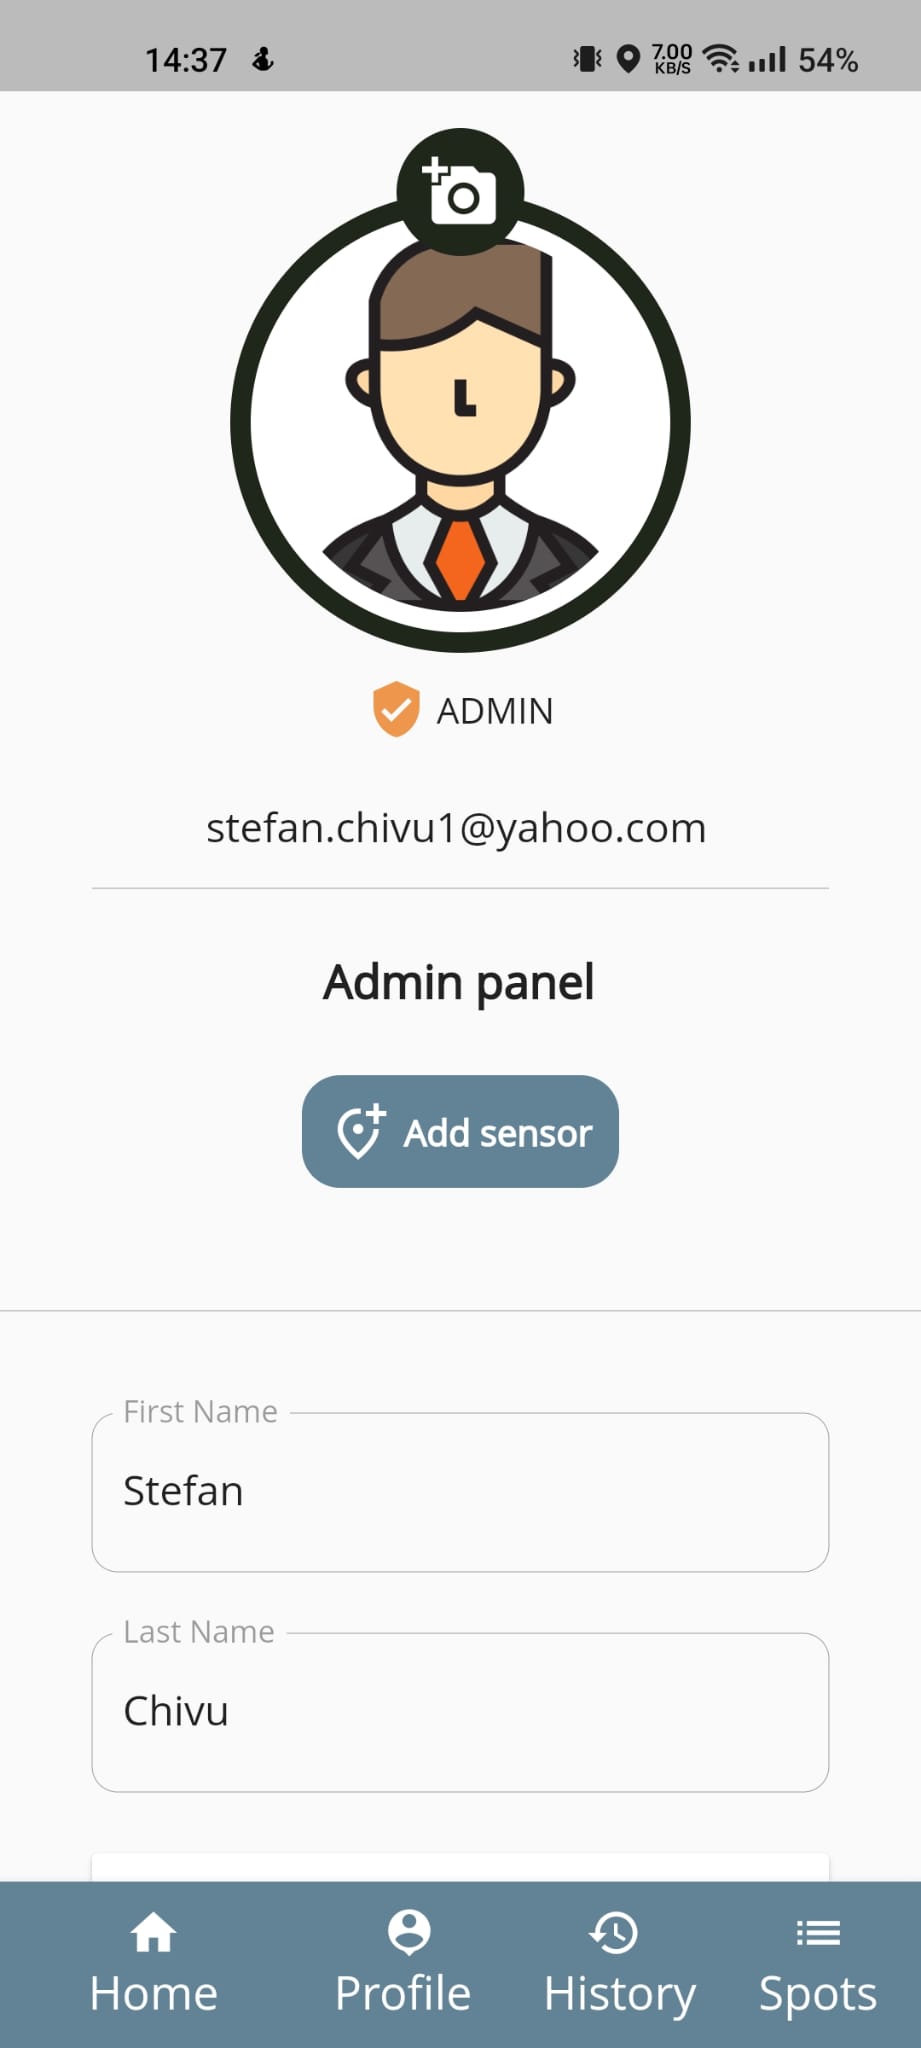 14:37 7.00 KB/S 54%
ADMIN
stefan.chivu1@yahoo.com
Admin panel
Add sensor
First Name
Stefan
Last Name
Chivu
Home Profile History Spots